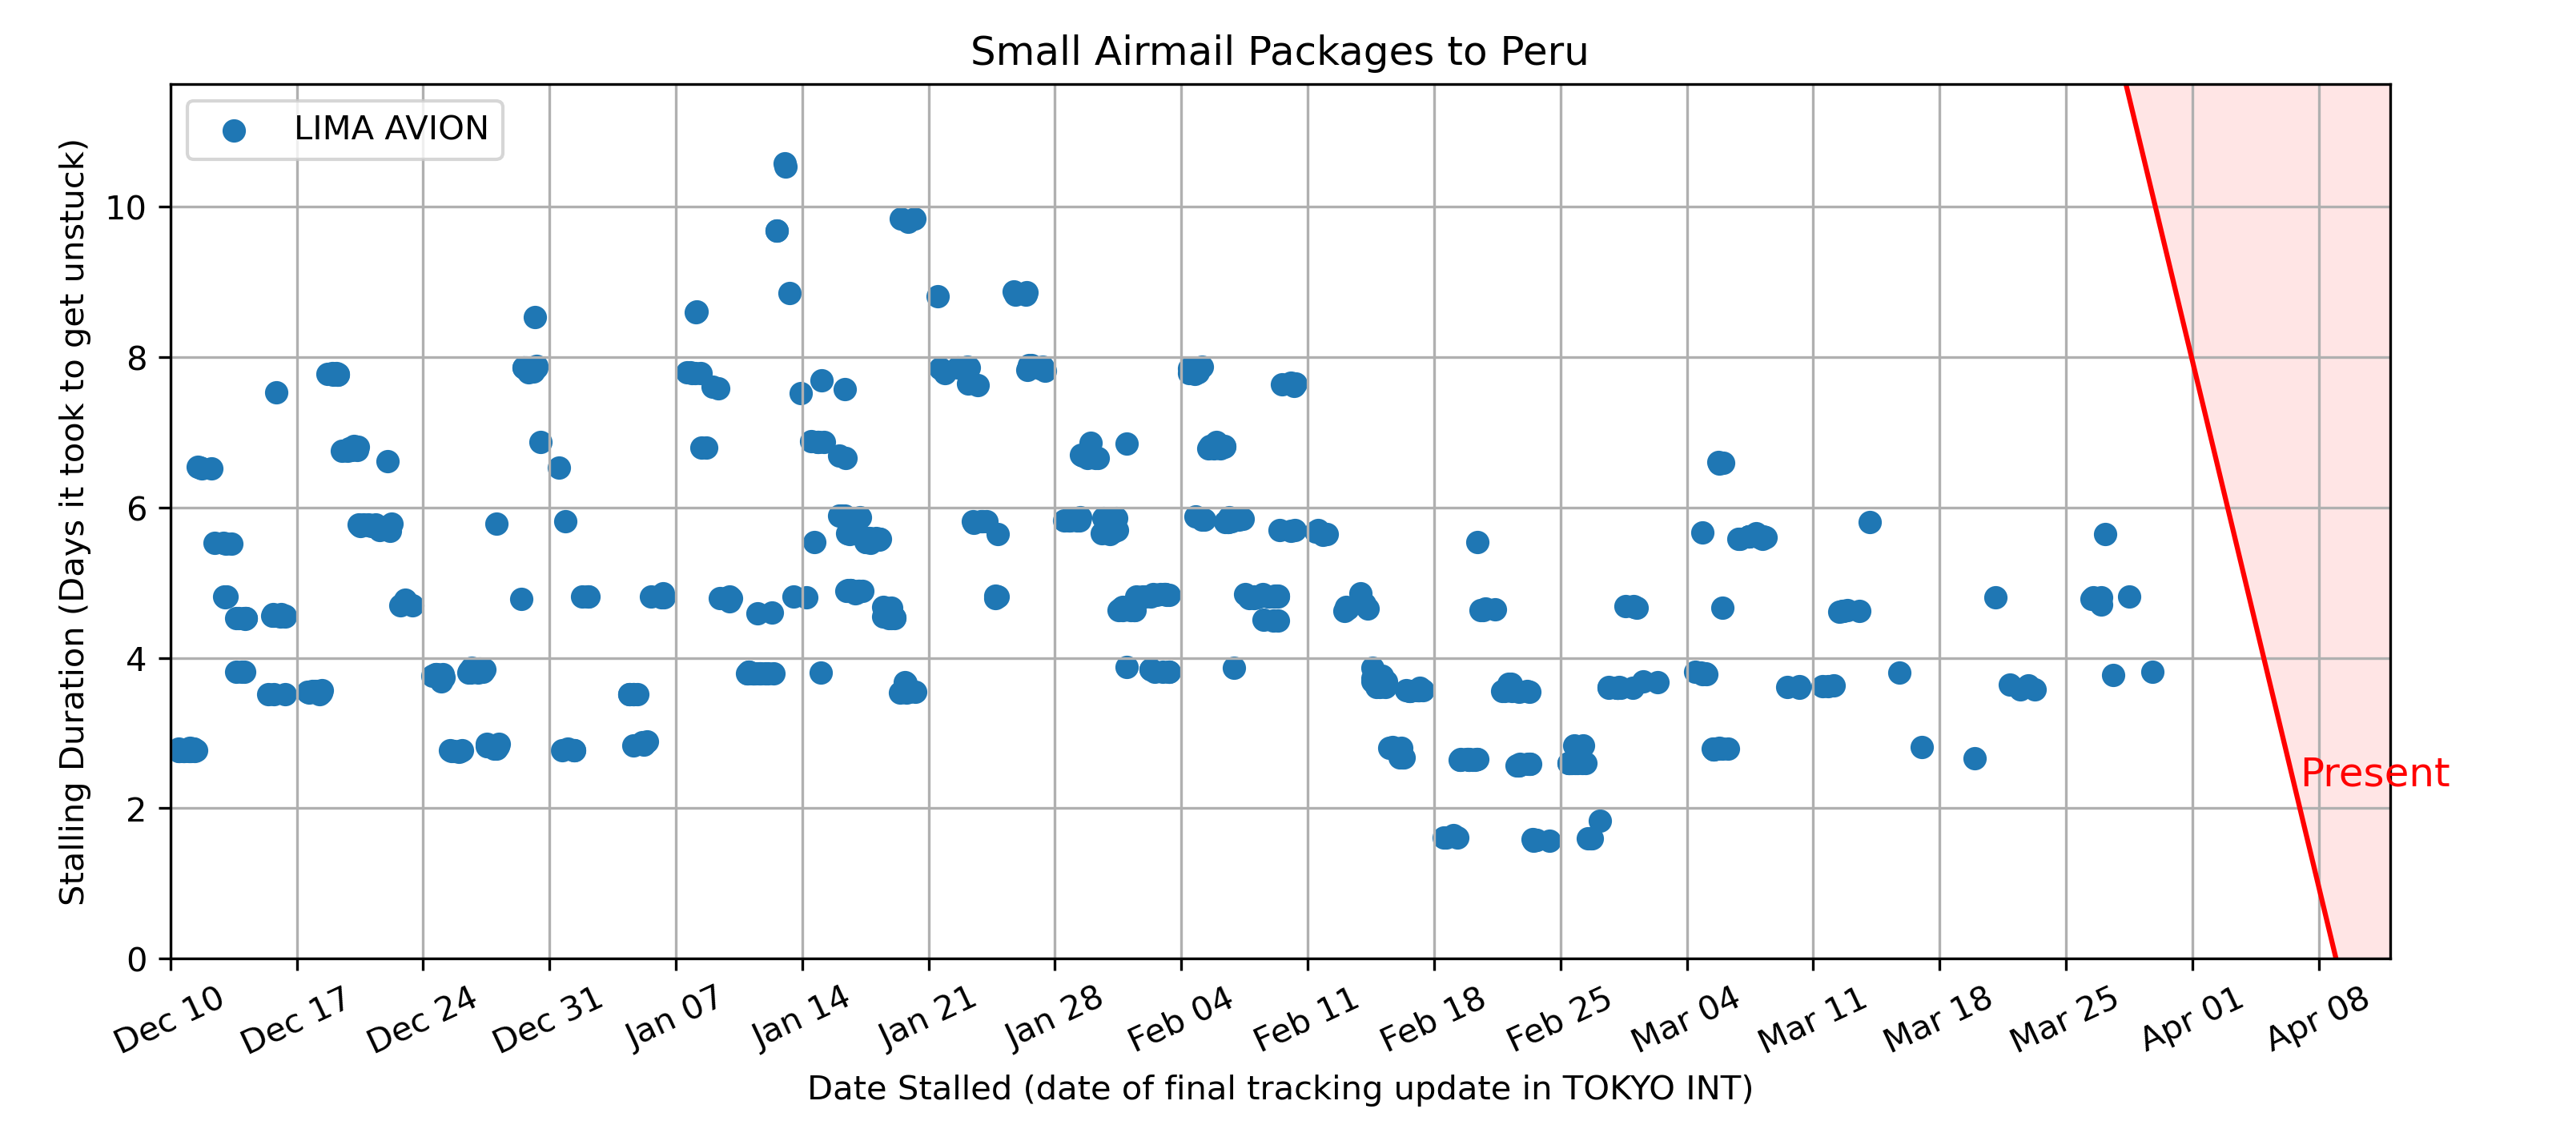 Small Airmail Packages to Peru
LIMA AVION
Stalling Duration (Days it took to get unstuck)
10
8
6
4
2
0
Present
Dec 10
Dec 17
Dec 24
Dec 31
Jan 07
Jan 14
Jan 21
Jan 28
Feb 04
Feb 11
Feb 18
Feb 25
Mar 04
Mar 11
Mar 18
Mar 25
Apr 01
Apr 08
Date Stalled (date of final tracking update in TOKYO INT)